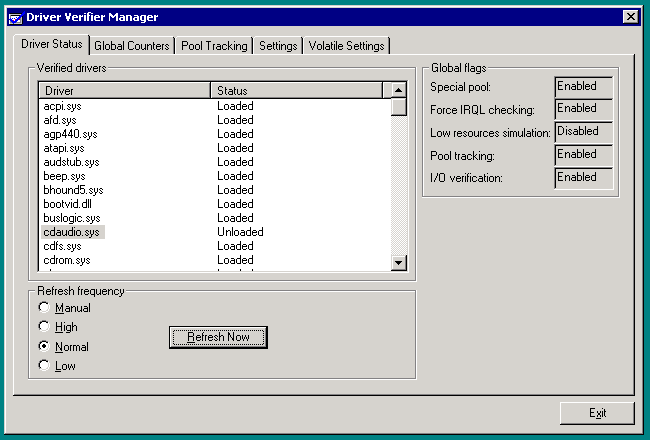 Driver Verifier Manager
Driver Status Global Counters Pool Tracking Settings Volatile Settings
Verified drivers
Driver Status
acpi.sys Loaded
afd.sys Loaded
agp440.sys Loaded
atapi.sys Loaded
audstub.sys Loaded
beep.sys Loaded
bhound5.sys Loaded
bootvid.dll Loaded
buslogic.sys Loaded
cdaudio.sys Unloaded
cdfs.sys Loaded
cdrom.sys Loaded
Global flags
Special pool: Enabled
Force IRQL checking: Enabled
Low resources simulation: Disabled
Pool tracking: Enabled
I/O verification: Enabled
Refresh frequency
Manual
High
Normal
Low
Refresh Now
Exit